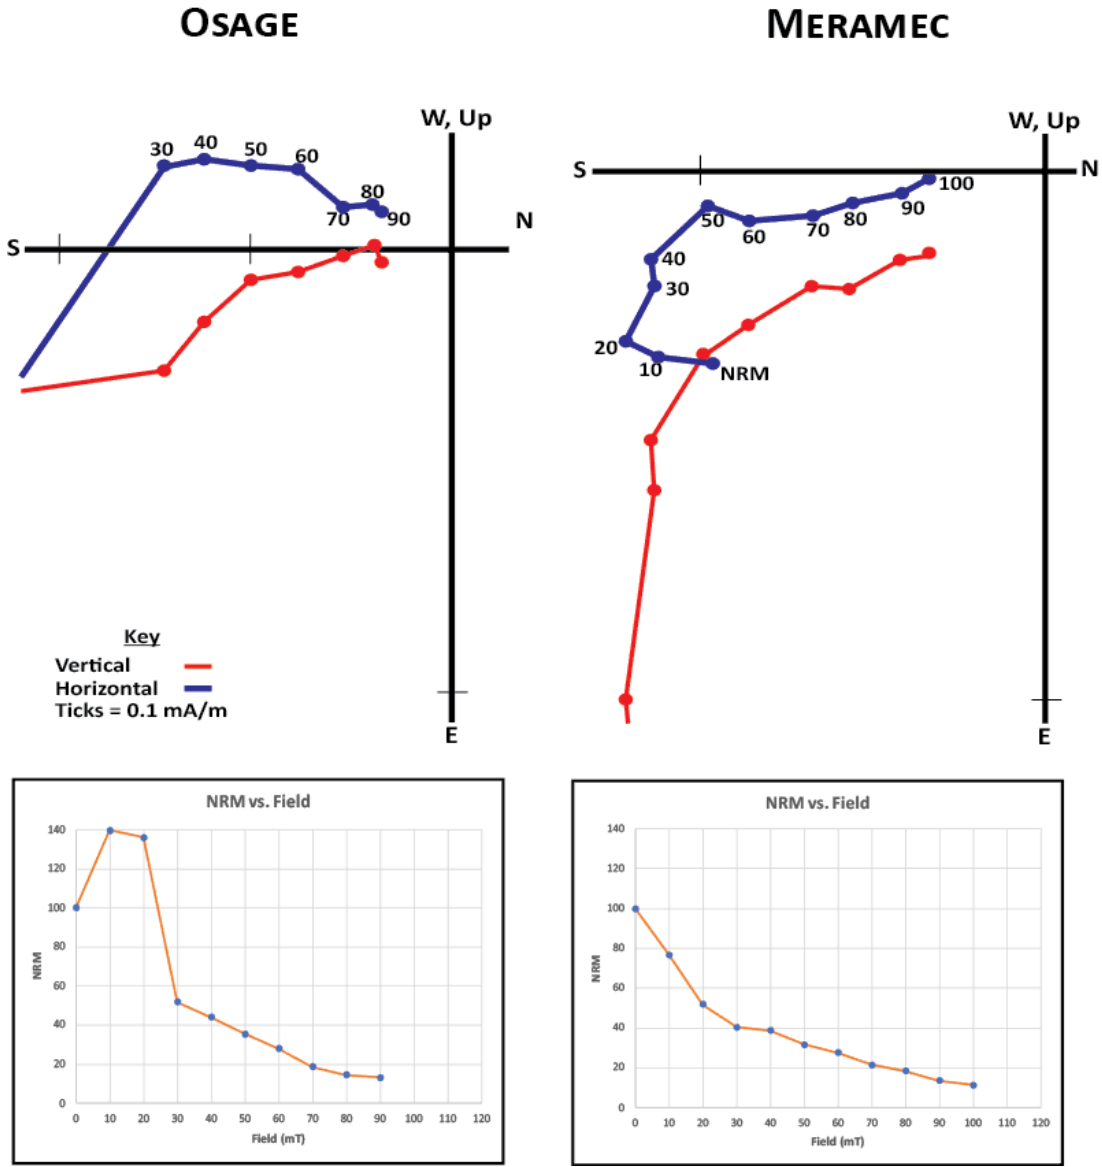 OSAGE
W, Up
30
40
50
60
70
80
90
S
N
E
Key
Vertical
Horizontal
Ticks = 0.1 mA/m
MERAMEC
W, Up
S
N
100
90
80
70
60
50
40
30
20
10
NRM
E
NRM vs. Field
140
120
100
80
60
40
20
0
NRM
0 10 20 30 40 50 60 70 80 90 100 110 120
Field (mT)
NRM vs. Field
140
120
100
80
60
40
20
0
NRM
0 10 20 30 40 50 60 70 80 90 100 110 120
Field (mT)